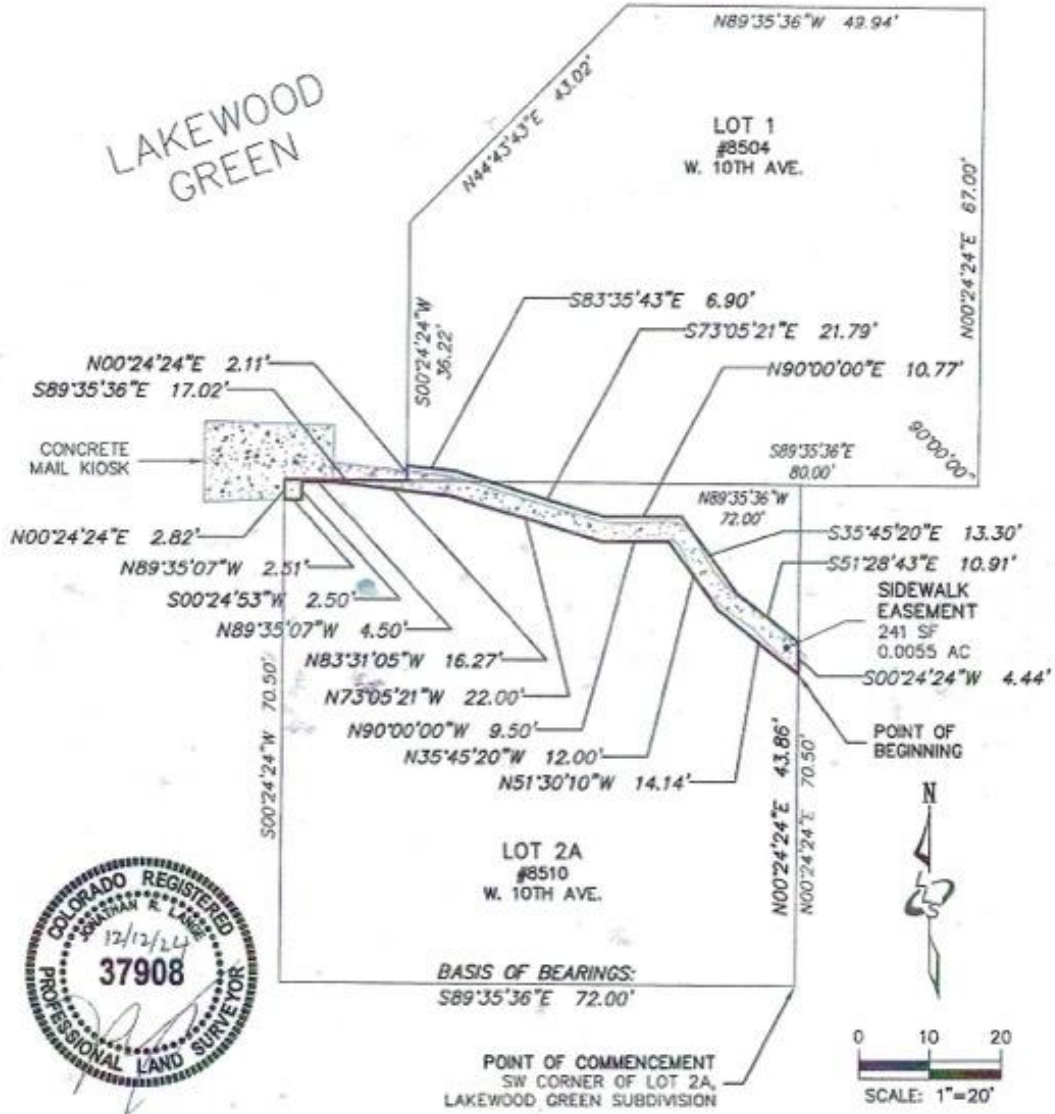 N89°35'36"W 49.94'
LAKEWOOD
GREEN
N44°43'43"E 43.02'
LOT 1
#8504
W. 10TH AVE.
N00°24'24"E 67.00'
S00°24'24"W
36.22'
S83°35'43"E 6.90'
S73°05'21"E 21.79'
N00°24'24"E 2.11'
S89°35'36"E 17.02'
N90°00'00"E 10.77'
CONCRETE
MAIL KIOSK
S89°35'36"E
80.00'
90°00'00"
N89°35'36"W
72.00'
S35°45'20"E 13.30'
N00°24'24"E 2.82'
S51°28'43"E 10.91'
N89°35'07"W 2.51'
SIDEWALK
EASEMENT
241 SF
0.0055 AC
S00°24'53"W 2.50'
N89°35'07"W 4.50'
N83°31'05"W 16.27'
S00°24'24"W 4.44'
N73°05'21"W 22.00'
S00°24'24"W 70.50'
N90°00'00"W 9.50'
POINT OF
BEGINNING
N35°45'20"W 12.00'
N51°30'10"W 14.14'
N00°24'24"E 43.86'
N00°24'24"E 70.50'
N
LOT 2A
#8510
W. 10TH AVE.
COLORADO REGISTERED
JONATHAN R. LANGE
12/12/24
37908
PROFESSIONAL LAND SURVEYOR
BASIS OF BEARINGS:
S89°35'36"E 72.00'
POINT OF COMMENCEMENT
SW CORNER OF LOT 2A,
LAKEWOOD GREEN SUBDIVISION
0 10 20
SCALE: 1"=20'